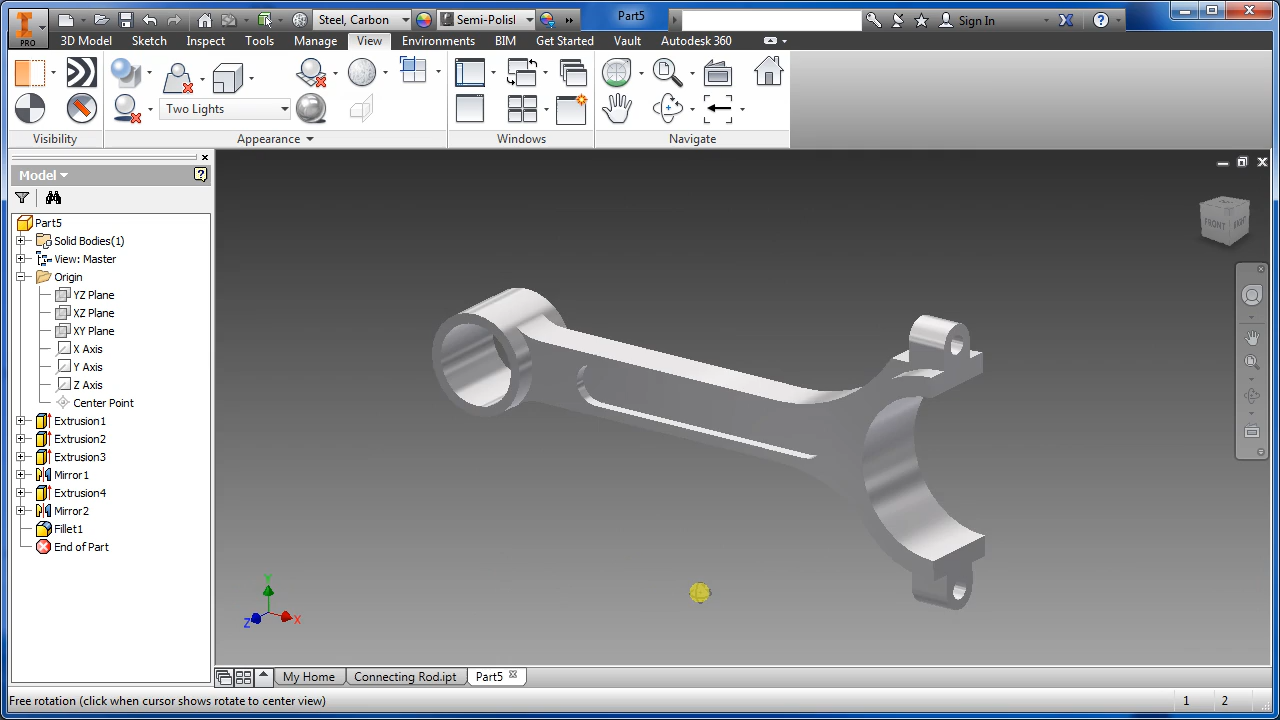 Steel, Carbon
Semi-Polisl
Part5
Sign In
PRO
3D Model Sketch Inspect Tools Manage View Environments BIM Get Started Vault Autodesk 360
Two Lights
Visibility Appearance Windows Navigate
Model
Part5
Solid Bodies(1)
View: Master
Origin
YZ Plane
XZ Plane
XY Plane
X Axis
Y Axis
Z Axis
Center Point
Extrusion1
Extrusion2
Extrusion3
Mirror1
Extrusion4
Mirror2
Fillet1
End of Part
FRONT
Y
X
Z
My Home Connecting Rod.ipt Part5
Free rotation (click when cursor shows rotate to center view) 1 2